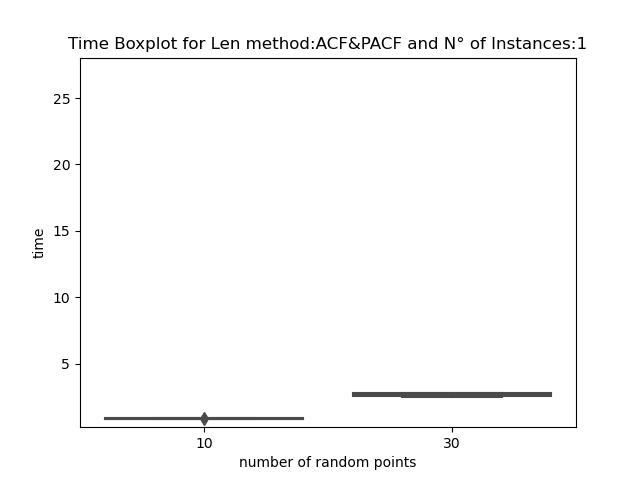 Time Boxplot for Len method:ACF&PACF and N° of Instances:1
25
20
15
10
5
time
10 30
number of random points